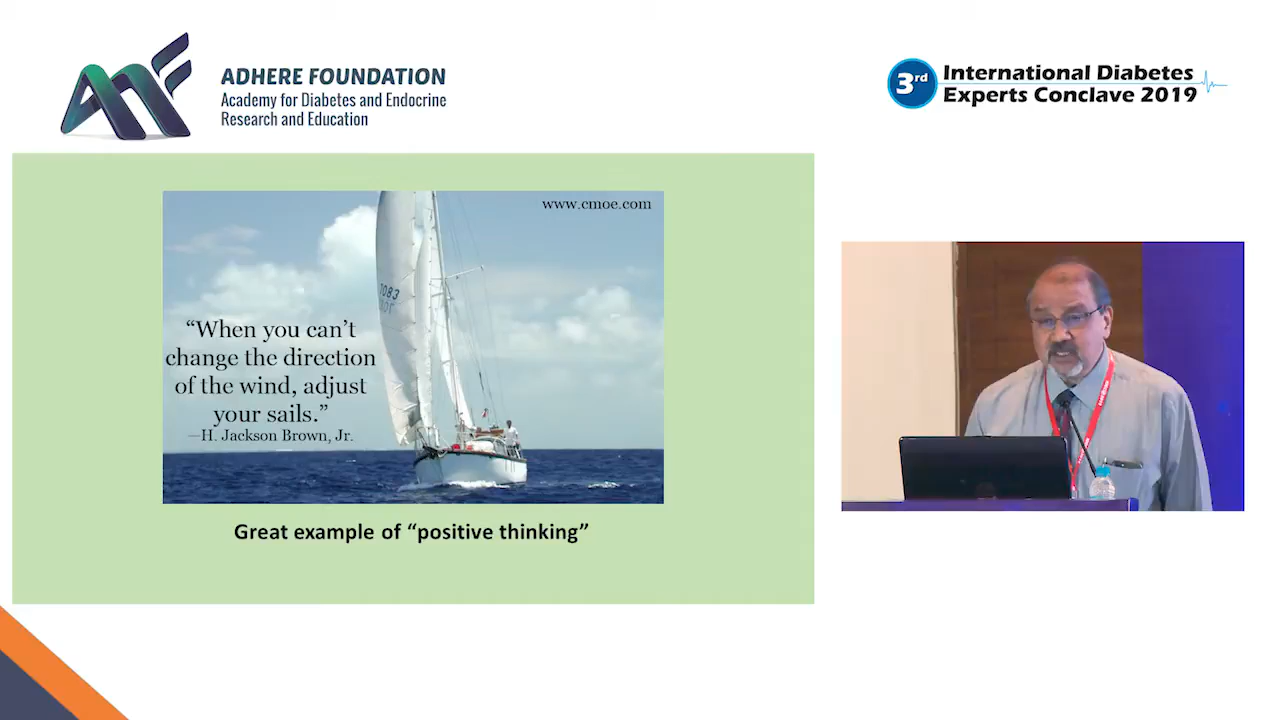 ADHERE FOUNDATION
Academy for Diabetes and Endocrine
Research and Education
3rd
International Diabetes
Experts Conclave 2019
www.cmoe.com
1083
“When you can’t
change the direction
of the wind, adjust
your sails.”
—H. Jackson Brown, Jr.
Great example of “positive thinking”